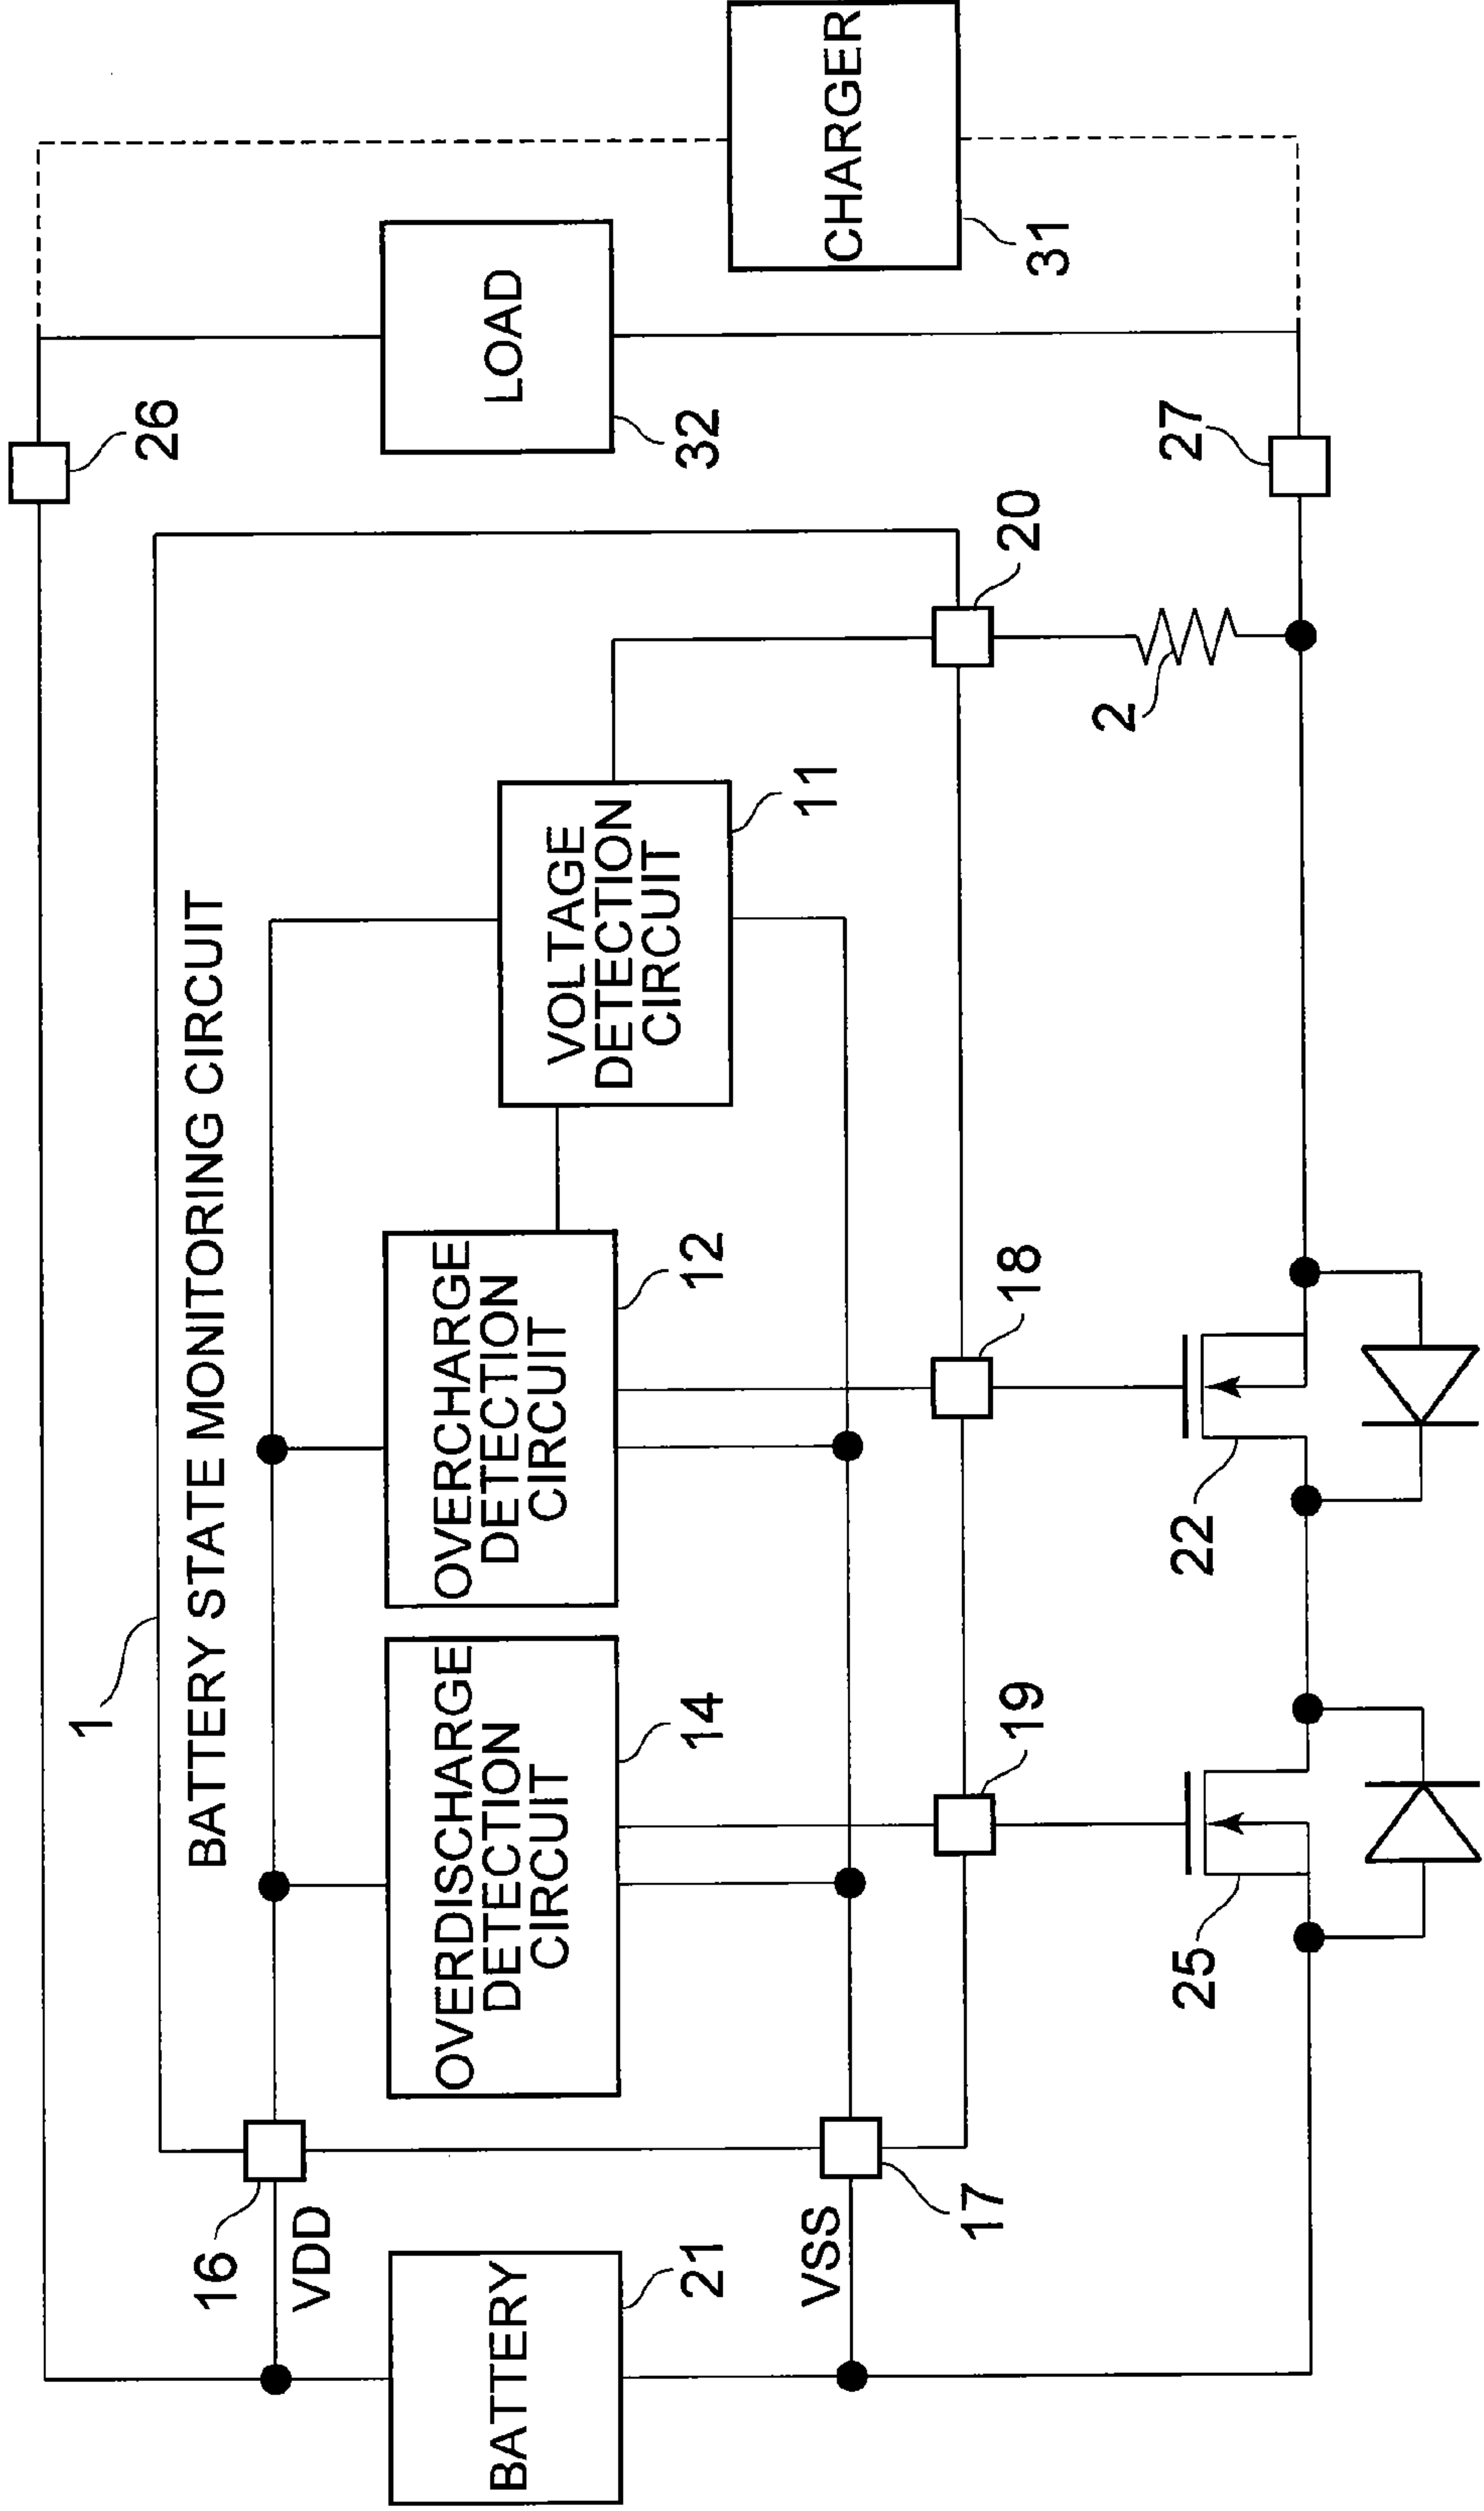 1
BATTERY STATE MONITORING CIRCUIT
26
16
VDD
BATTERY
21
OVERDISCHARGE
DETECTION
CIRCUIT
14
OVERCHARGE
DETECTION
CIRCUIT
12
VOLTAGE
DETECTION
CIRCUIT
11
LOAD
32
CHARGER
31
VSS
17
19
18
20
2
27
25
22